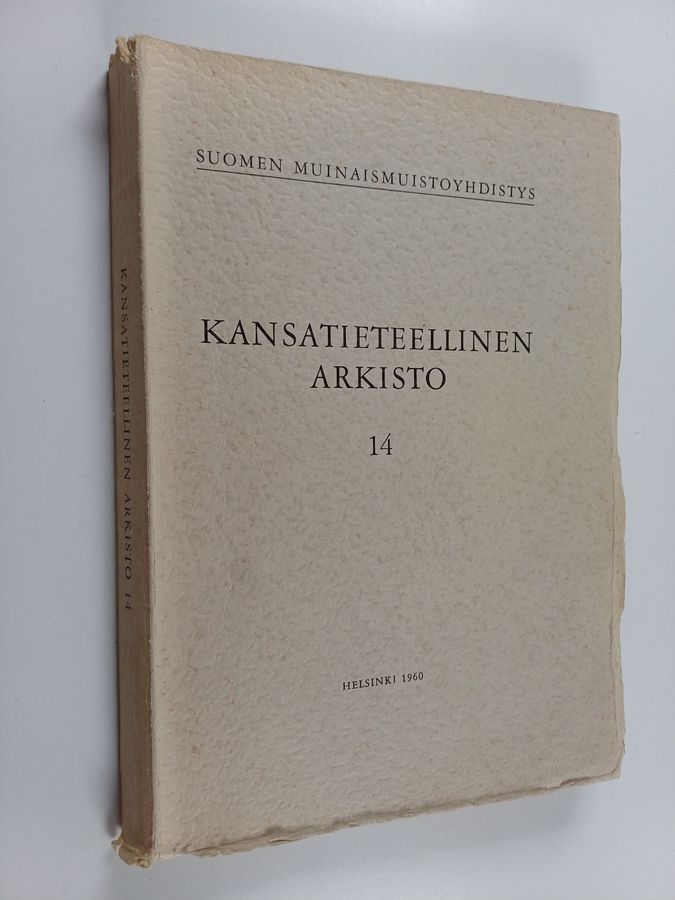 SUOMEN MUINAISMUISTOYHDISTYS
KANSATIETEELLINEN
ARKISTO
14
HELSINKI 1960
KANSATIETEELLINEN ARKISTO 14